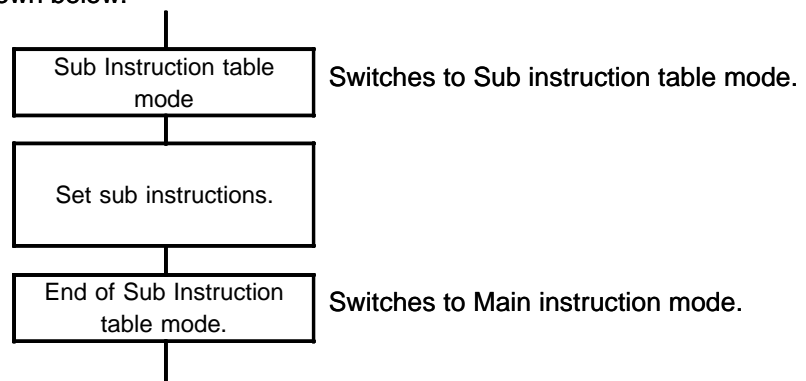 below.
Sub Instruction table
mode
Switches to Sub instruction table mode.
Set sub instructions.
End of Sub Instruction
table mode.
Switches to Main instruction mode.